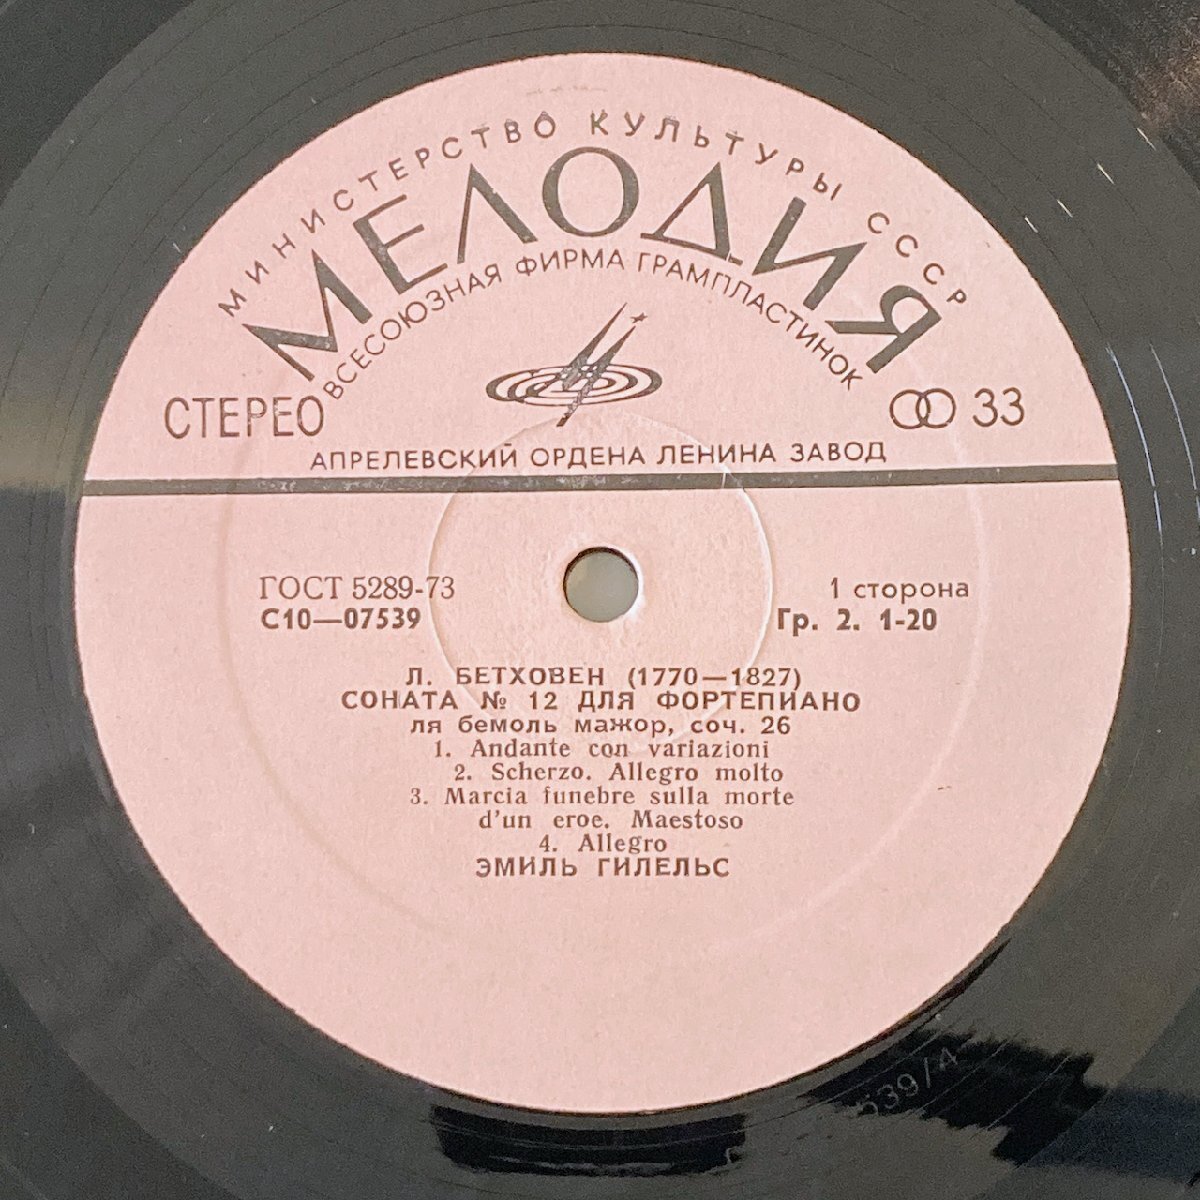 МИНИСТЕРСТВО КУЛЬТУРЫ СССР
МЕЛОДИЯ
ВСЕСОЮЗНАЯ ФИРМА ГРАМПЛАСТИНОК
СТЕРЕО
33
АПРЕЛЕВСКИЙ ОРДЕНА ЛЕНИНА ЗАВОД
ГОСТ 5289-73
1 сторона
С10—07539
Гр. 2. 1-20
Л. БЕТХОВЕН (1770—1827)
СОНАТА № 12 ДЛЯ ФОРТЕПИАНО
ля бемоль мажор, соч. 26
1. Andante con variazioni
2. Scherzo. Allegro molto
3. Marcia funebre sulla morte
d'un eroe. Maestoso
4. Allegro
ЭМИЛЬ ГИЛЕЛЬС